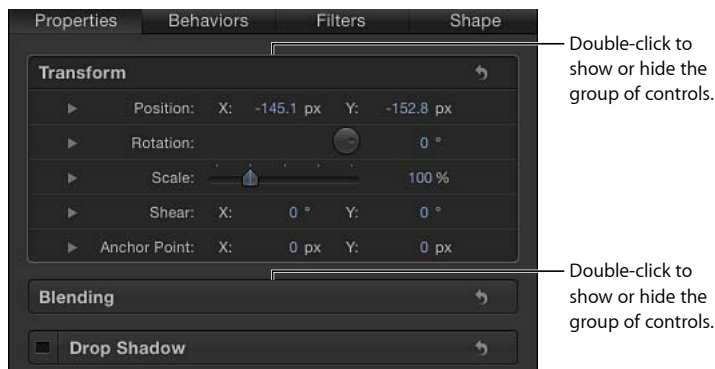 Properties Behaviors Filters Shape
Double-click to
show or hide the
group of controls.
Transform
Position: X: -145.1 px Y: -152.8 px
Rotation: 0 °
Scale: 100 %
Shear: X: 0 ° Y: 0 °
Anchor Point: X: 0 px Y: 0 px
Double-click to
show or hide the
group of controls.
Blending
Drop Shadow